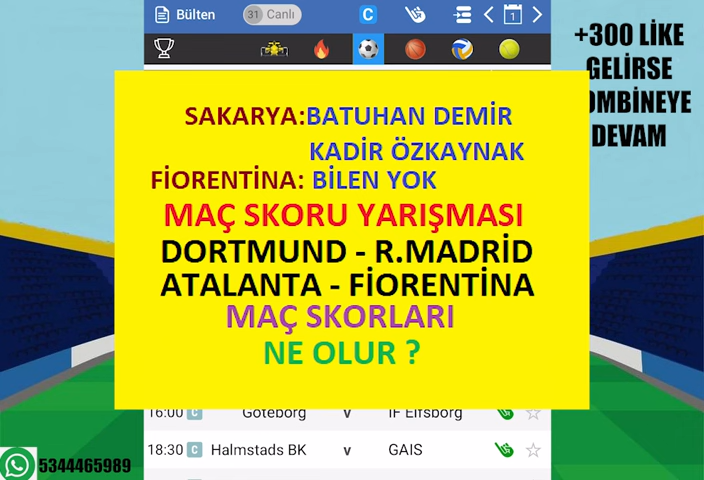 Bülten
31 Canlı
C
1
+300 LİKE
GELİRSE
KOMBİNEYE
DEVAM
SAKARYA:BATUHAN DEMİR
KADİR ÖZKAYNAK
FİORENTİNA: BİLEN YOK
MAÇ SKORU YARIŞMASI
DORTMUND - R.MADRİD
ATALANTA - FİORENTİNA
MAÇ SKORLARI
NE OLUR ?
16:00 C Göteborg v IF Elfsborg
18:30 C Halmstads BK v GAIS
5344465989